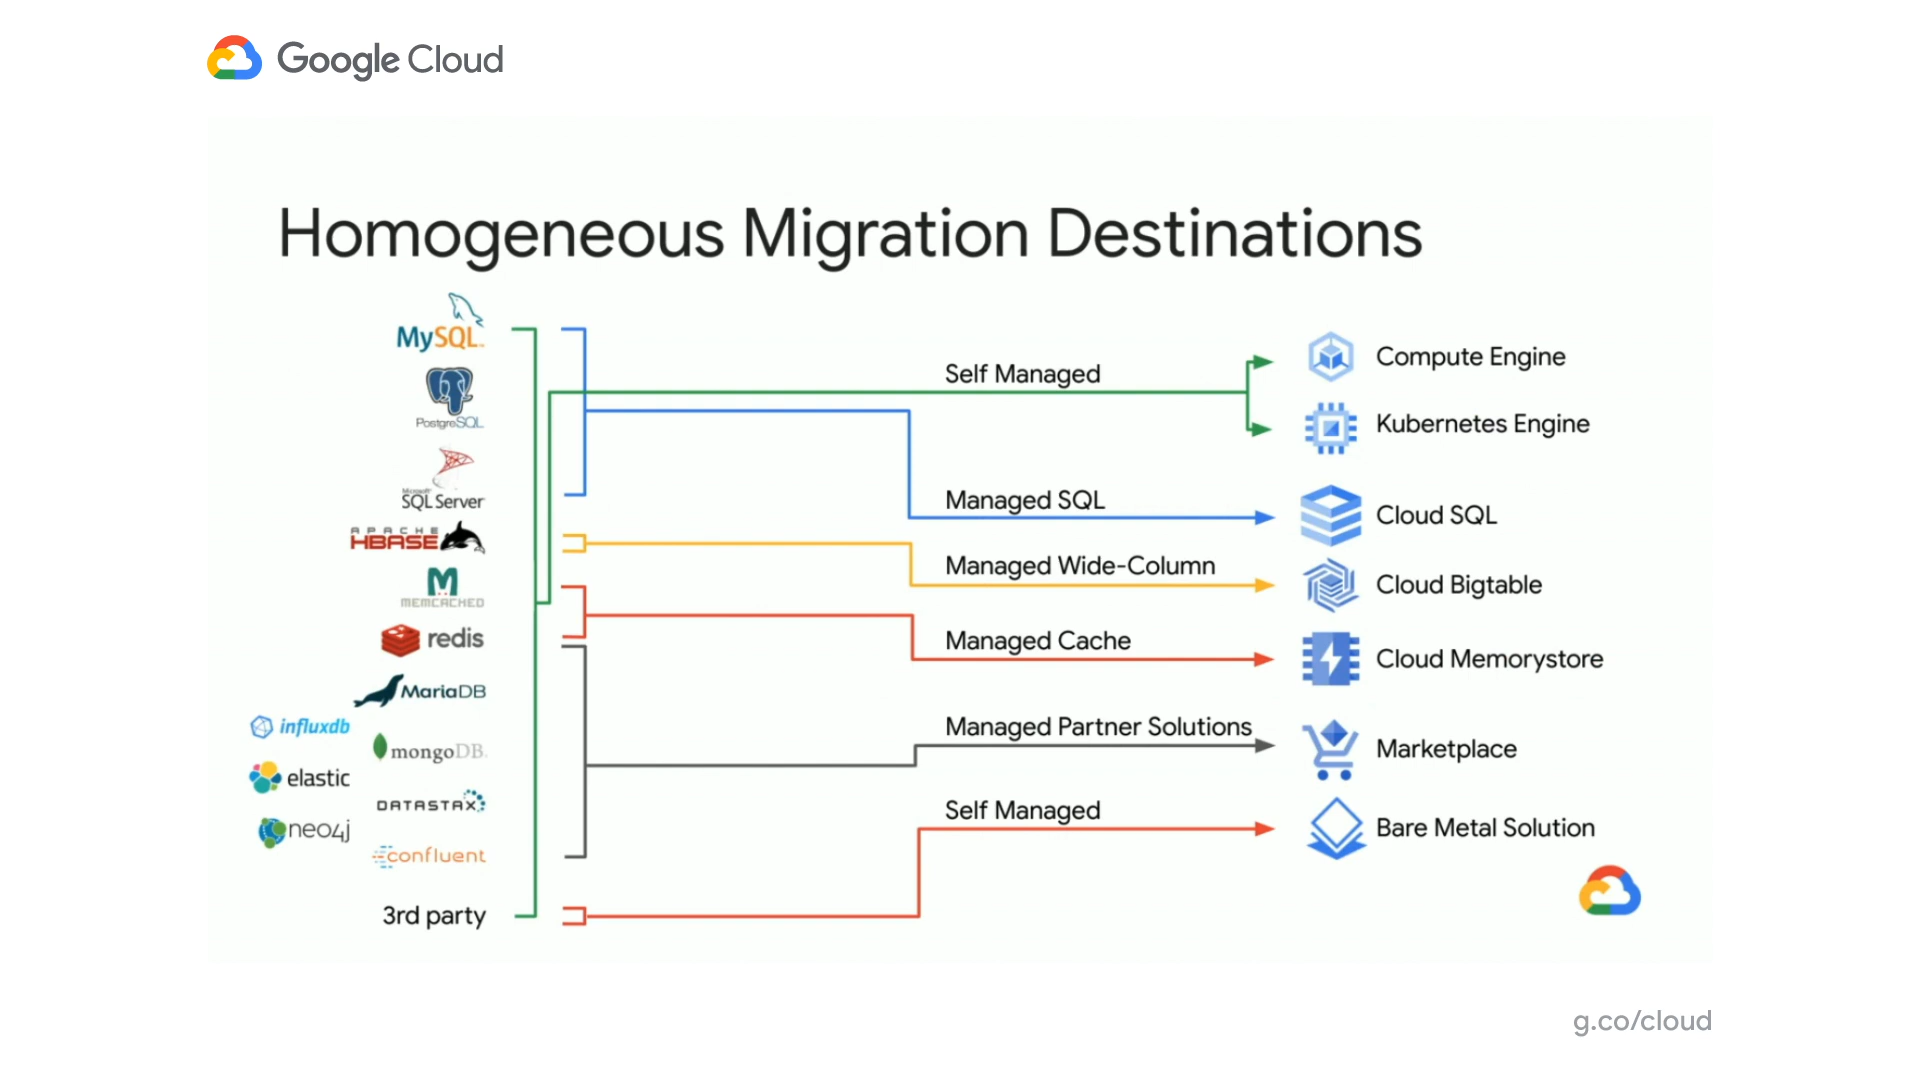 Google Cloud
Homogeneous Migration Destinations
MySQL
PostgreSQL
Microsoft
SQL Server
APACHE
HBASE
MEMCACHED
redis
MariaDB
influxdb
mongoDB
elastic
DATASTAX
neo4j
confluent
3rd party
Self Managed
Managed SQL
Managed Wide-Column
Managed Cache
Managed Partner Solutions
Self Managed
Compute Engine
Kubernetes Engine
Cloud SQL
Cloud Bigtable
Cloud Memorystore
Marketplace
Bare Metal Solution
g.co/cloud